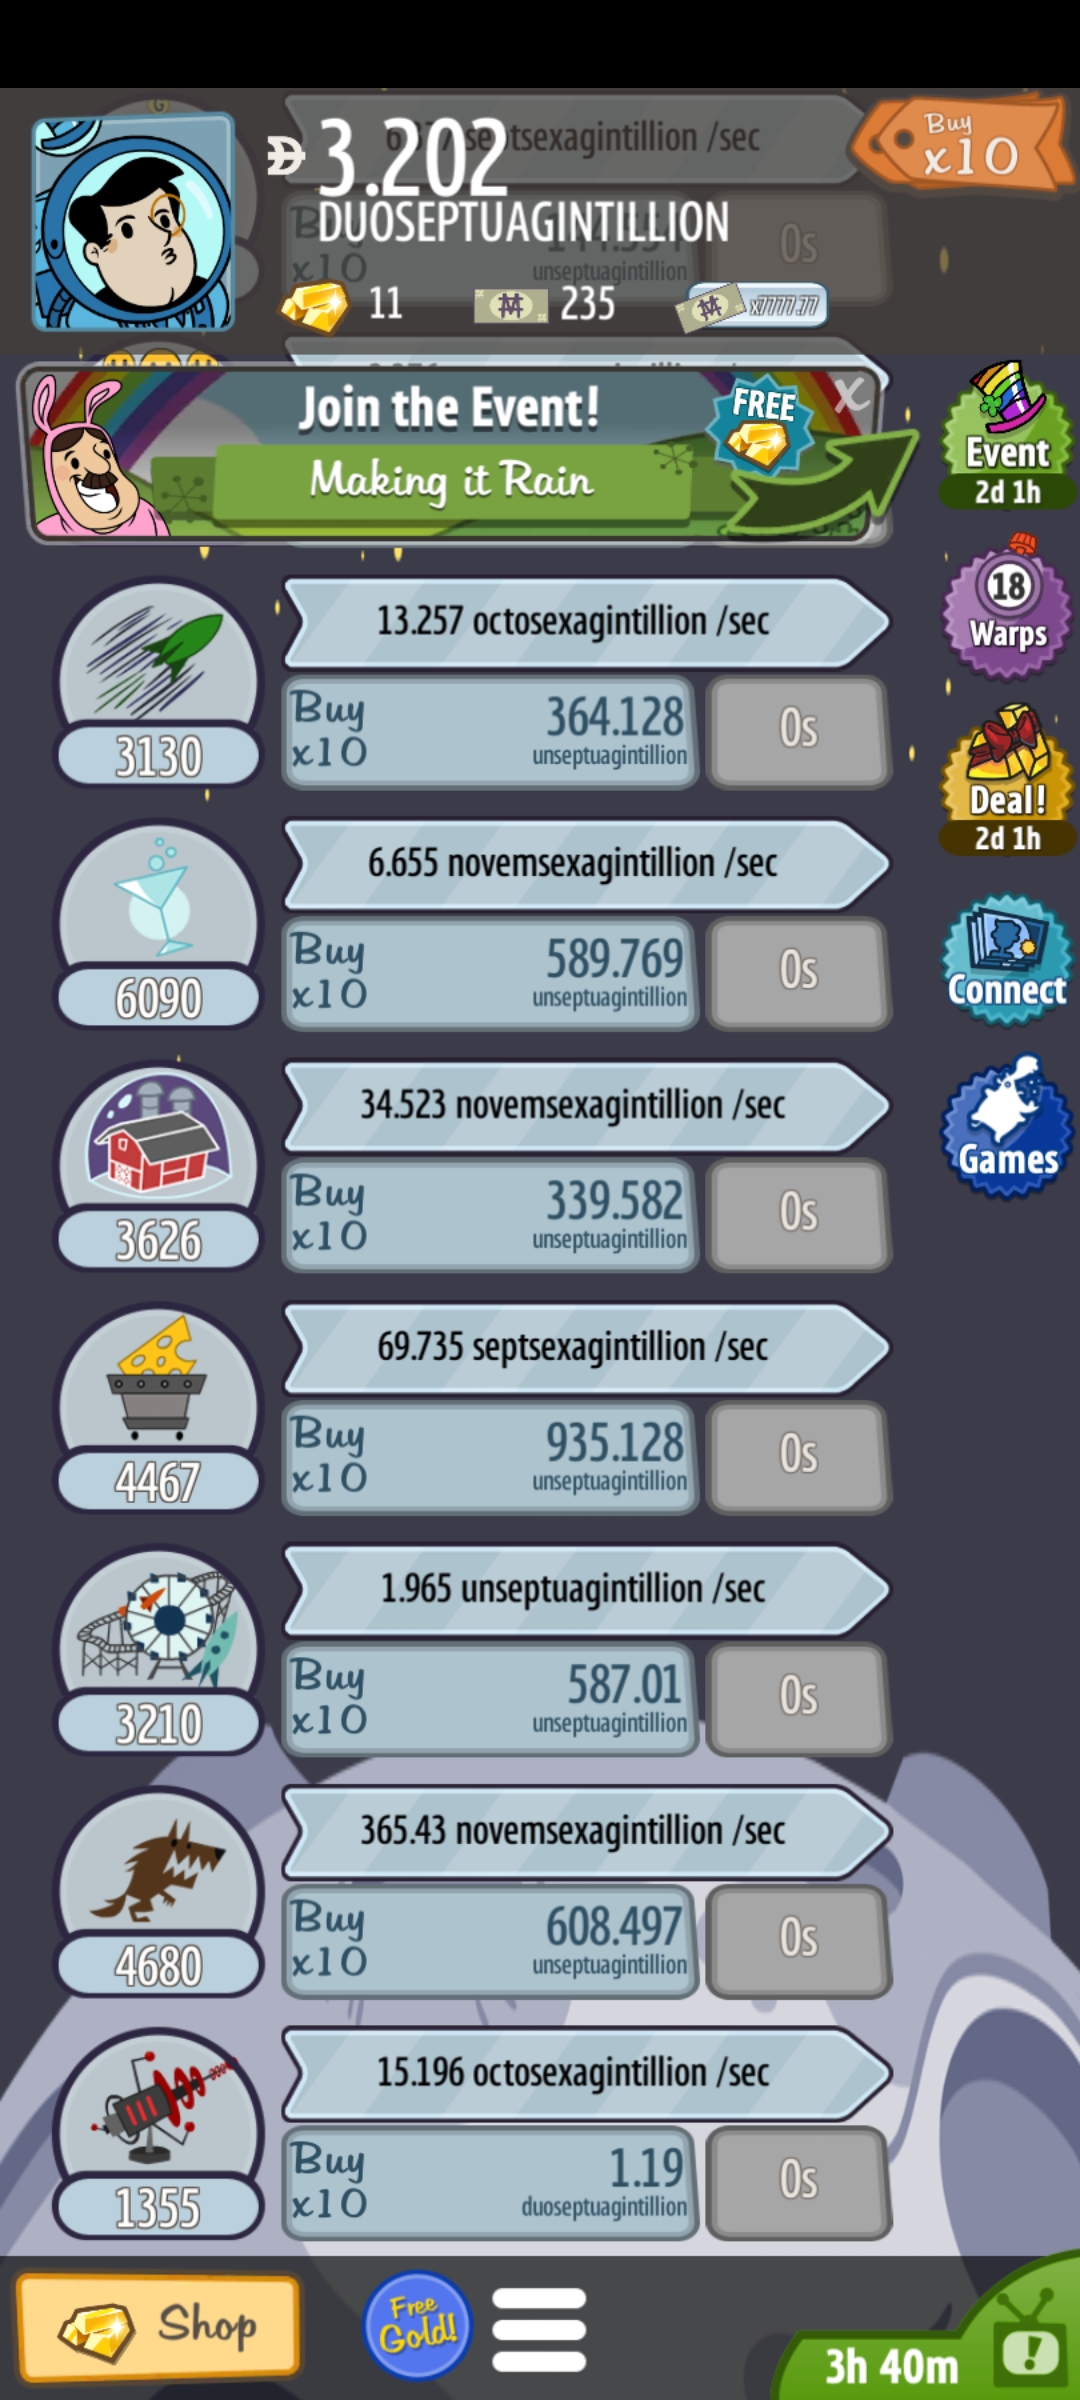 3.202
DUOSEPTUAGINTILLION
Buy
x10
11
235
x7777.77
Buy
x10
unseptuagintillion
0s
Join the Event!
Making it Rain
FREE
X
Event
2d 1h
18
Warps
Deal!
2d 1h
Connect
Games
13.257 octosexagintillion /sec
Buy
x10
364.128
unseptuagintillion
0s
3130
6.655 novemsexagintillion /sec
Buy
x10
589.769
unseptuagintillion
0s
6090
34.523 novemsexagintillion /sec
Buy
x10
339.582
unseptuagintillion
0s
3626
69.735 septsexagintillion /sec
Buy
x10
935.128
unseptuagintillion
0s
4467
1.965 unseptuagintillion /sec
Buy
x10
587.01
unseptuagintillion
0s
3210
365.43 novemsexagintillion /sec
Buy
x10
608.497
unseptuagintillion
0s
4680
15.196 octosexagintillion /sec
Buy
x10
1.19
duoseptuagintillion
0s
1355
Shop
Free
Gold!
3h 40m